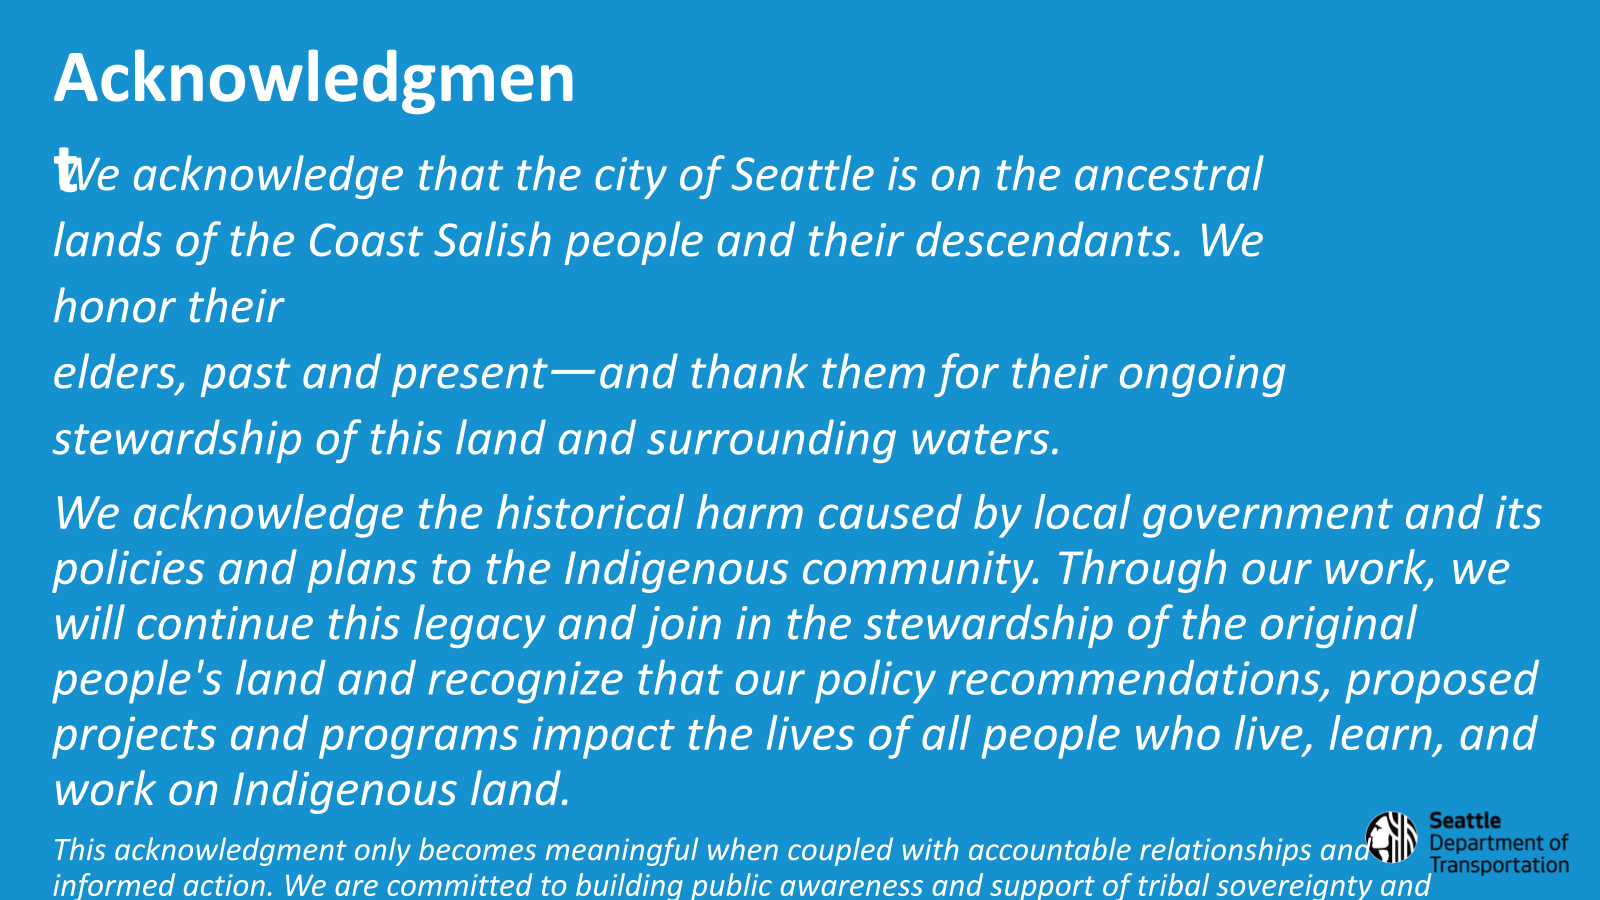 Acknowledgmen
t
We acknowledge that the city of Seattle is on the ancestral
lands of the Coast Salish people and their descendants. We
honor their
elders, past and present—and thank them for their ongoing
stewardship of this land and surrounding waters.
We acknowledge the historical harm caused by local government and its
policies and plans to the Indigenous community. Through our work, we
will continue this legacy and join in the stewardship of the original
people's land and recognize that our policy recommendations, proposed
projects and programs impact the lives of all people who live, learn, and
work on Indigenous land.
This acknowledgment only becomes meaningful when coupled with accountable relationships and
informed action. We are committed to building public awareness and support of tribal sovereignty and
Seattle
Department of
Transportation